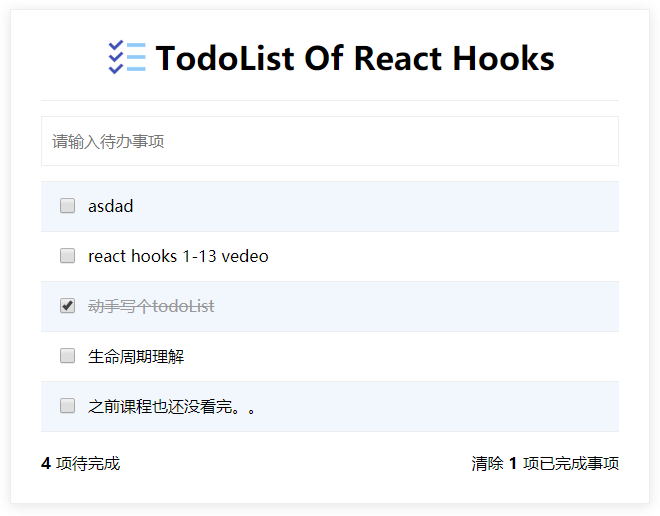 TodoList Of React Hooks
请输入待办事项
asdad
react hooks 1-13 vedeo
动手写个todoList
生命周期理解
之前课程也还没看完。。
4 项待完成 清除 1 项已完成事项